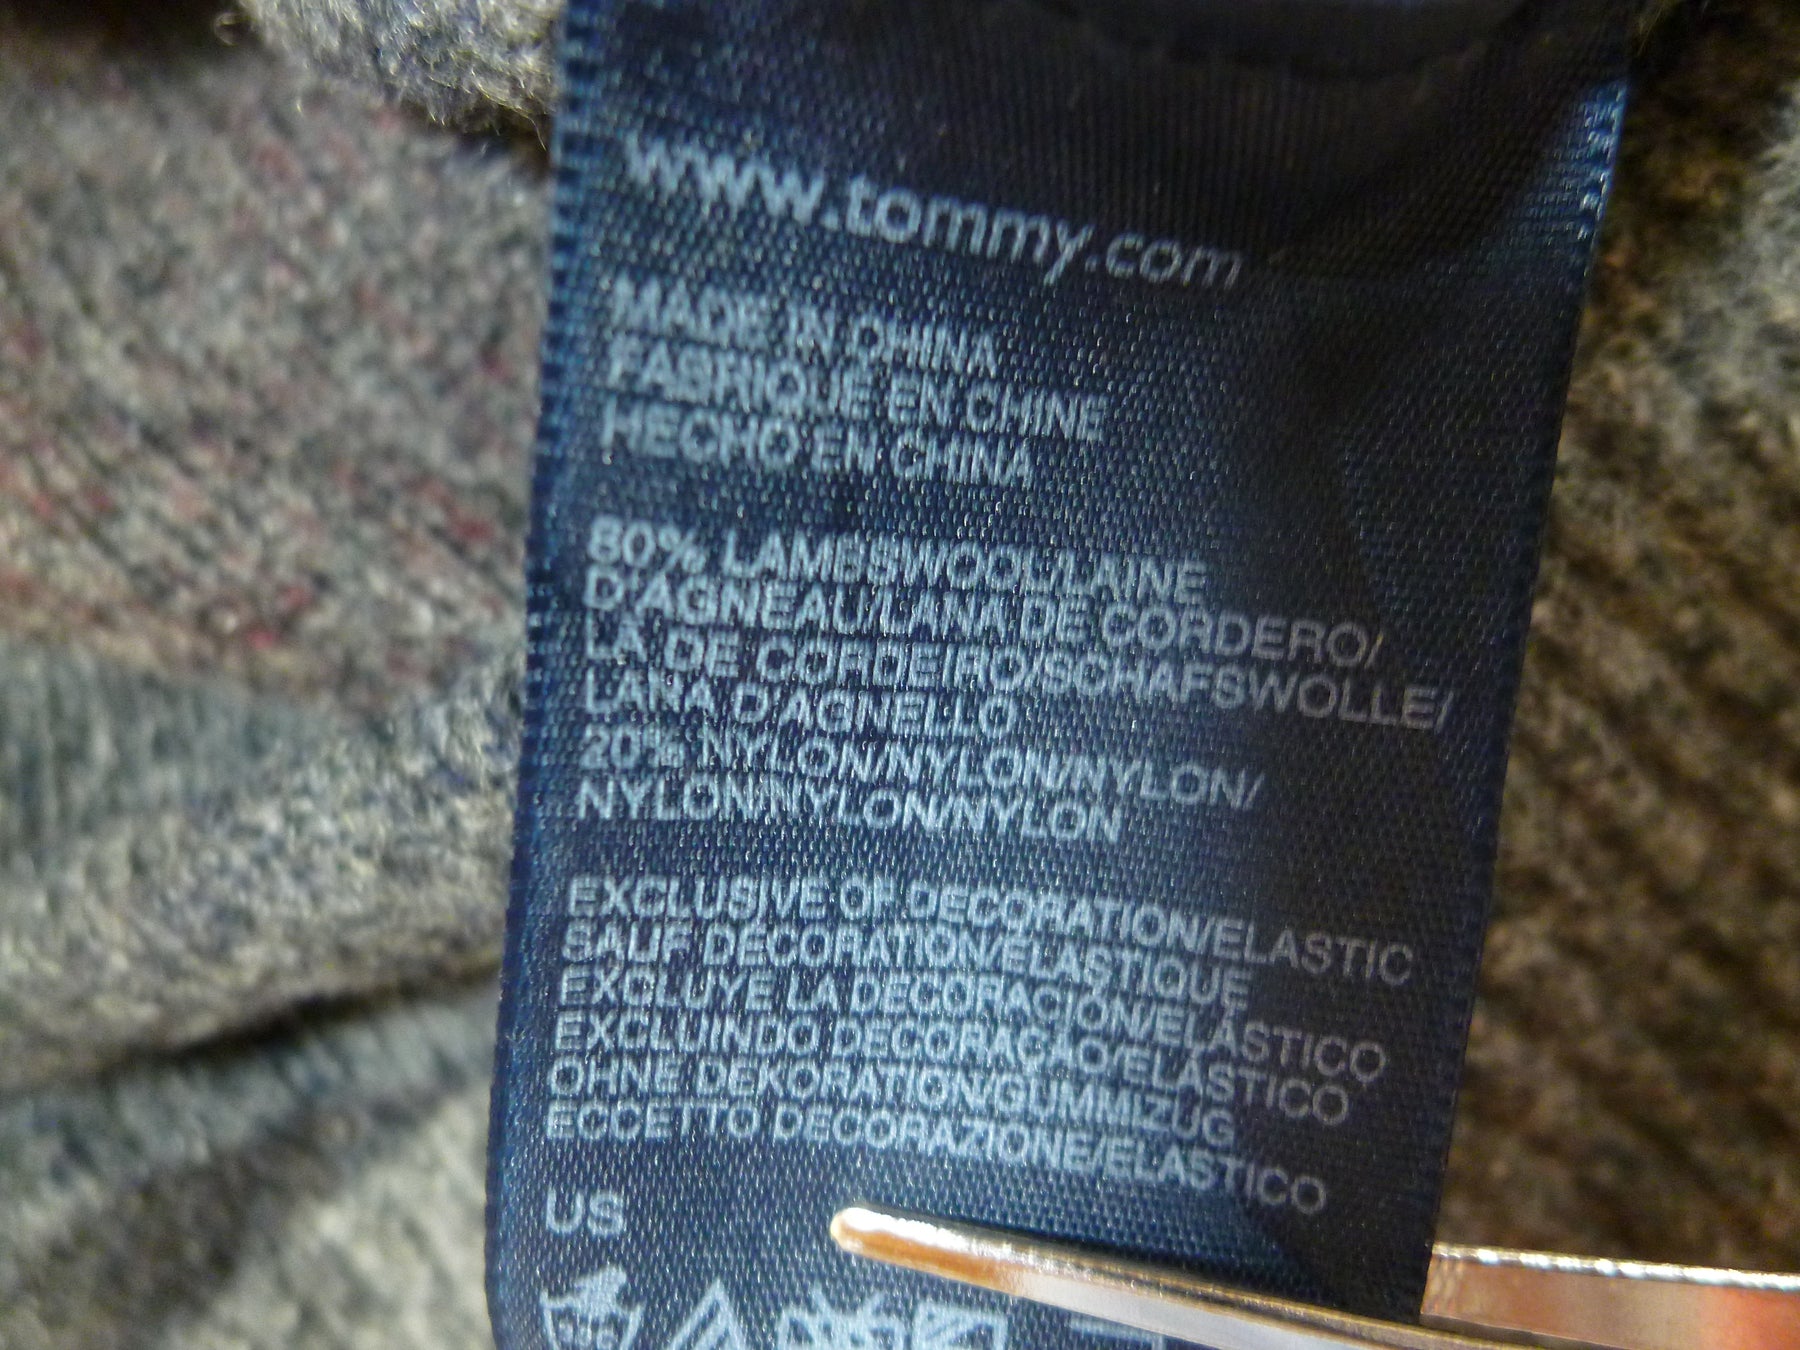 www.tommy.com
MADE IN CHINA
FABRIQUÉ EN CHINE
HECHO EN CHINA
80% LAMBSWOOL/LAINE
D'AGNEAU/LANA DE CORDERO/
LÃ DE CORDEIRO/SCHAFSWOLLE/
LANA D'AGNELLO
20% NYLON/NYLON/NYLON/
NYLON/NYLON/NYLON
EXCLUSIVE OF DECORATION/ELASTIC
SAUF DÉCORATION/ÉLASTIQUE
EXCLUYE LA DECORACIÓN/ELÁSTICO
EXCLUINDO DECORAÇÃO/ELÁSTICO
OHNE DEKORATION/GUMMIZUG
ECCETTO DECORAZIONE/ELASTICO
US